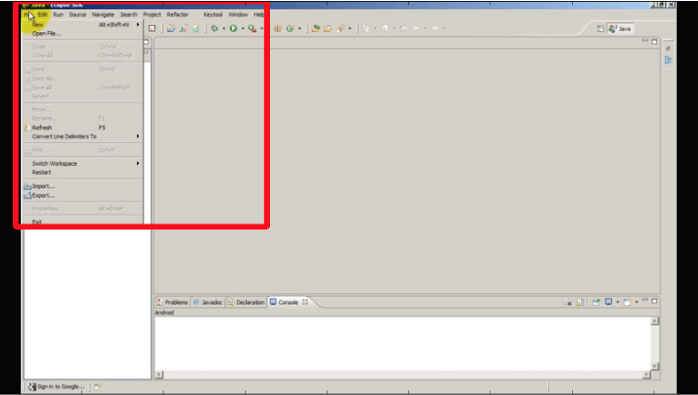 Java - Eclipse SDK
File Edit Run Source Navigate Search Project Refactor Keytool Window Help
New Alt+Shift+N
Open File...
Java
Close Ctrl+W
Close All Ctrl+Shift+W
Save Ctrl+S
Save As...
Save All Ctrl+Shift+S
Revert
Move...
Rename... F2
Refresh F5
Convert Line Delimiters To
Print... Ctrl+P
Switch Workspace
Restart
Import...
Export...
Properties Alt+Enter
Exit
Problems Javadoc Declaration Console
Android
Sign in to Google...